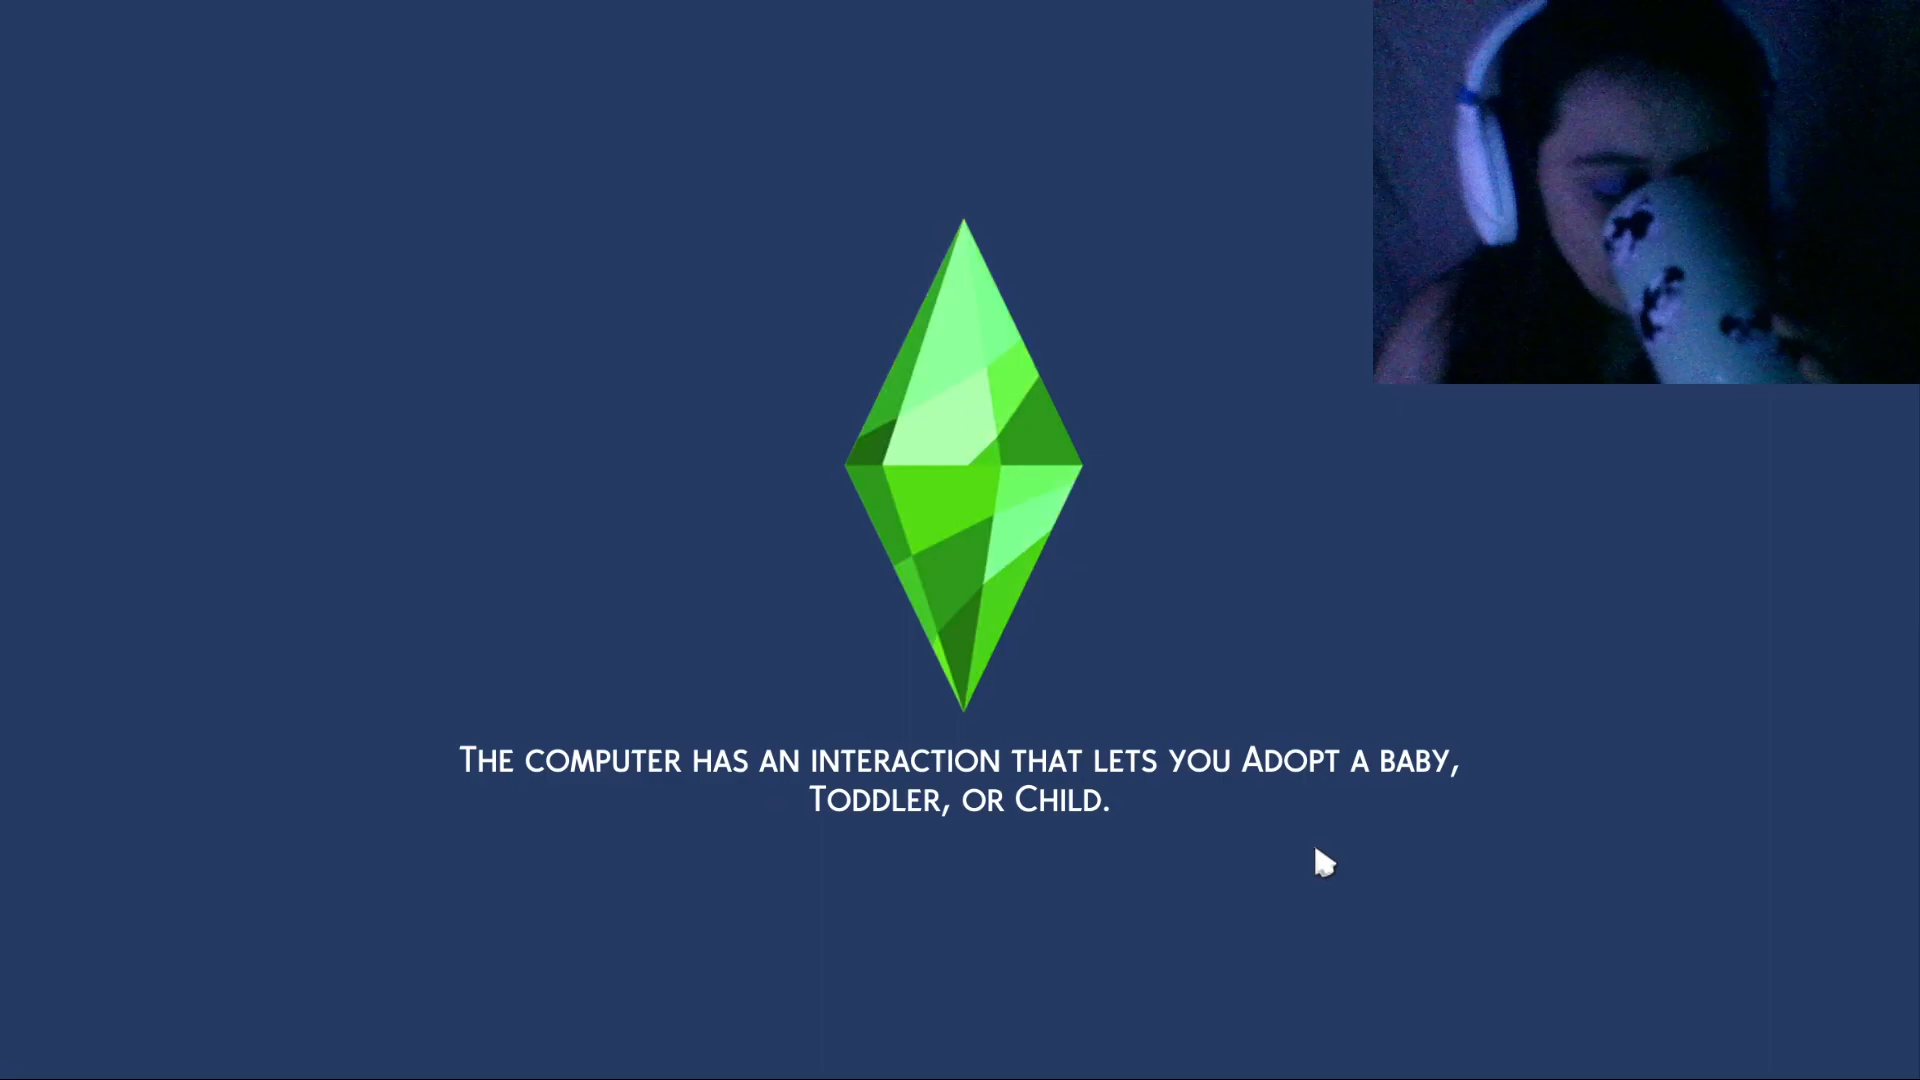 The computer has an interaction that lets you Adopt a baby,
Toddler, or Child.